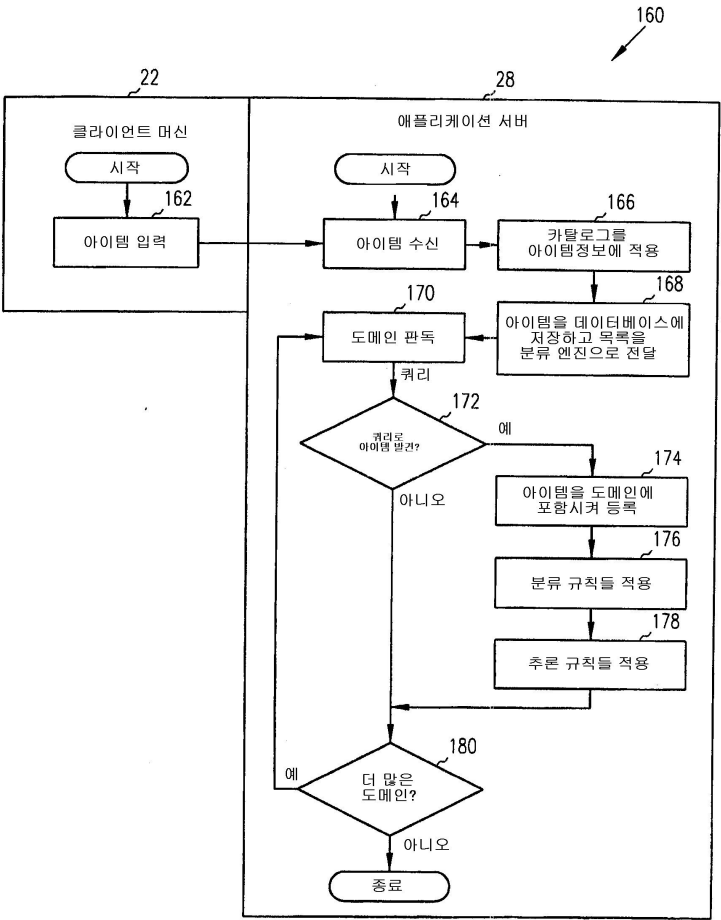 160
22
28
클라이언트 머신
애플리케이션 서버
시작
시작
162
아이템 입력
164
아이템 수신
166
카탈로그를
아이템정보에 적용
168
아이템을 데이터베이스에
저장하고 목록을
분류 엔진으로 전달
170
도메인 판독
쿼리
172
쿼리로
아이템 발견?
예
아니오
174
아이템을 도메인에
포함시켜 등록
176
분류 규칙들 적용
178
추론 규칙들 적용
180
더 많은
도메인?
예
아니오
종료